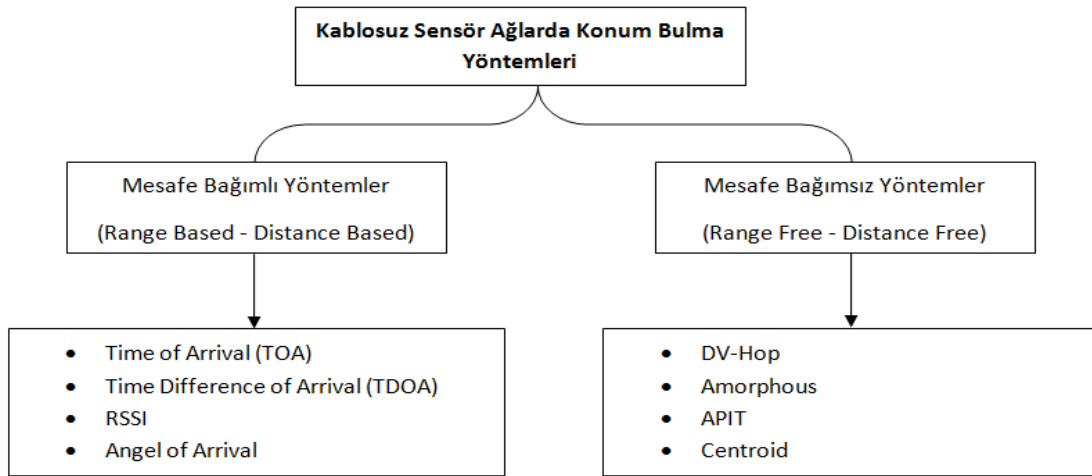 Kablosuz Sensör Ağlarda Konum Bulma
Yöntemleri
Mesafe Bağımlı Yöntemler
(Range Based - Distance Based)
Mesafe Bağımsız Yöntemler
(Range Free - Distance Free)
• Time of Arrival (TOA)
• Time Difference of Arrival (TDOA)
• RSSI
• Angel of Arrival
• DV-Hop
• Amorphous
• APIT
• Centroid